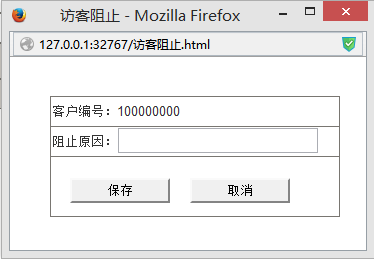 访客阻止 - Mozilla Firefox
127.0.0.1:32767/访客阻止.html
客户编号：100000000
阻止原因：
保存 取消